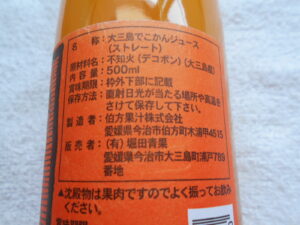 名 称：大三島でこかんジュース
(ストレート)
原材料名：不知火（デコポン）(大三島産)
内容量：500ml
賞味期限：枠外下部に記載
保存方法：直射日光が当たる場所や高温を
さけて保存して下さい。
製造者：伯方果汁株式会社
愛媛県今治市伯方町木浦甲4515
販売者：(有) 堀田青果
愛媛県今治市大三島町浦戸789
番地
▲沈殿物は果肉ですのでよく振ってお飲み
ください。
賞味期限